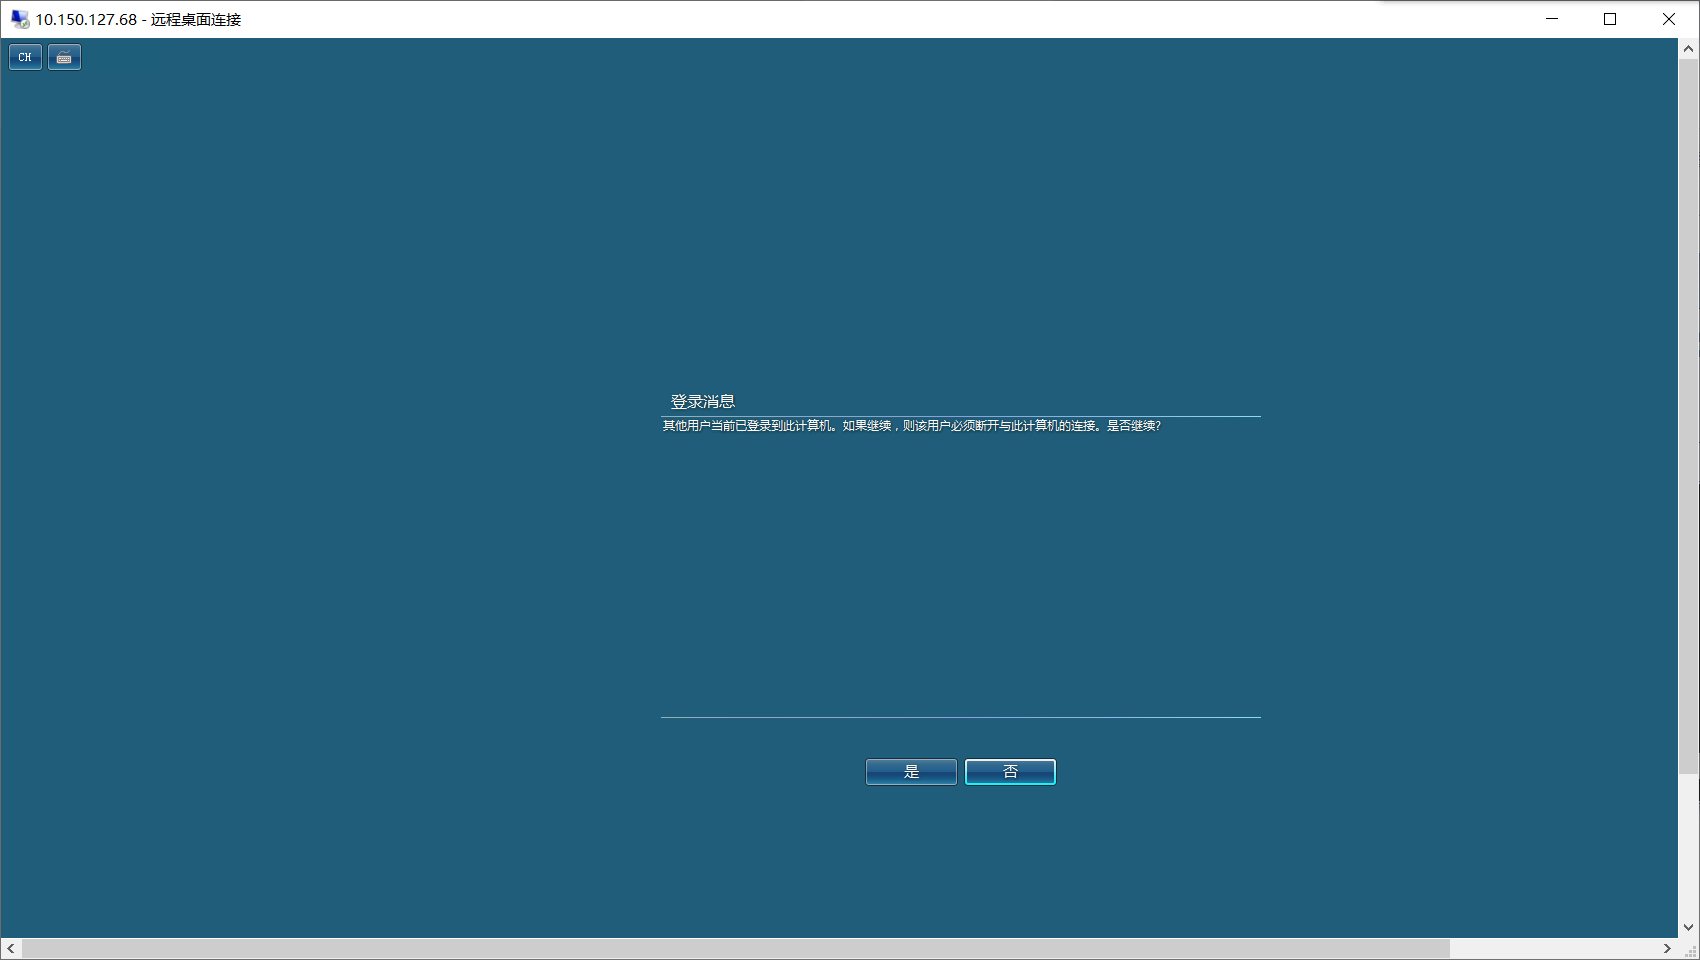 10.150.127.68 - 远程桌面连接
CH
登录消息
其他用户当前已登录到此计算机。如果继续，则该用户必须断开与此计算机的连接。是否继续?
是 否